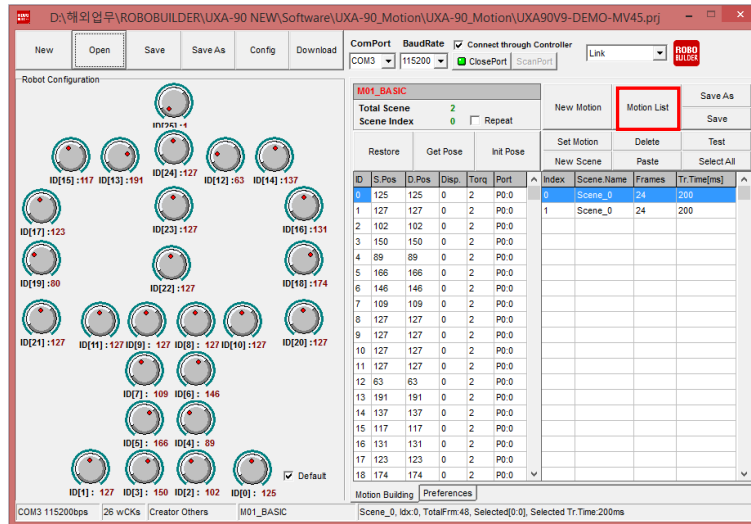 D:\해외업무\ROBOBUILDER\UXA-90 NEW\Software\UXA-90_Motion\UXA-90_Motion\UXA90V9-DEMO-MV45.prj
New Open Save Save As Config Download
ComPort BaudRate Connect through Controller
COM3 115200 ClosePort ScanPort Link
ROBO BUILDER
Robot Configuration
ID[25] :1
ID[15] :117 ID[13] :191 ID[24] :127 ID[12] :63 ID[14] :137
ID[17] :123 ID[23] :127 ID[16] :131
ID[19] :80 ID[22] :127 ID[18] :174
ID[21] :127 ID[11] :127 ID[9] : 127 ID[8] : 127 ID[10] :127 ID[20] :127
ID[7] : 109 ID[6] : 146
ID[5] : 166 ID[4] : 89
Default
ID[1] : 127 ID[3] : 150 ID[2] : 102 ID[0] : 125
M01_BASIC
Total Scene 2
Scene Index 0 Repeat
Restore Get Pose Init Pose
New Motion Motion List Save As
Save
Set Motion Delete Test
New Scene Paste Select All
ID S.Pos D.Pos Disp. Torq Port
0 125 125 0 2 P0:0
1 127 127 0 2 P0:0
2 102 102 0 2 P0:0
3 150 150 0 2 P0:0
4 89 89 0 2 P0:0
5 166 166 0 2 P0:0
6 146 146 0 2 P0:0
7 109 109 0 2 P0:0
8 127 127 0 2 P0:0
9 127 127 0 2 P0:0
10 127 127 0 2 P0:0
11 127 127 0 2 P0:0
12 63 63 0 2 P0:0
13 191 191 0 2 P0:0
14 137 137 0 2 P0:0
15 117 117 0 2 P0:0
16 131 131 0 2 P0:0
17 123 123 0 2 P0:0
18 174 174 0 2 P0:0
Index Scene.Name Frames Tr.Time[ms]
0 Scene_0 24 200
1 Scene_0 24 200
Motion Building Preferences
COM3 115200bps 26 wCKs Creator Others M01_BASIC Scene_0, Idx:0, TotalFrm:48, Selected[0:0], Selected Tr.Time:200ms